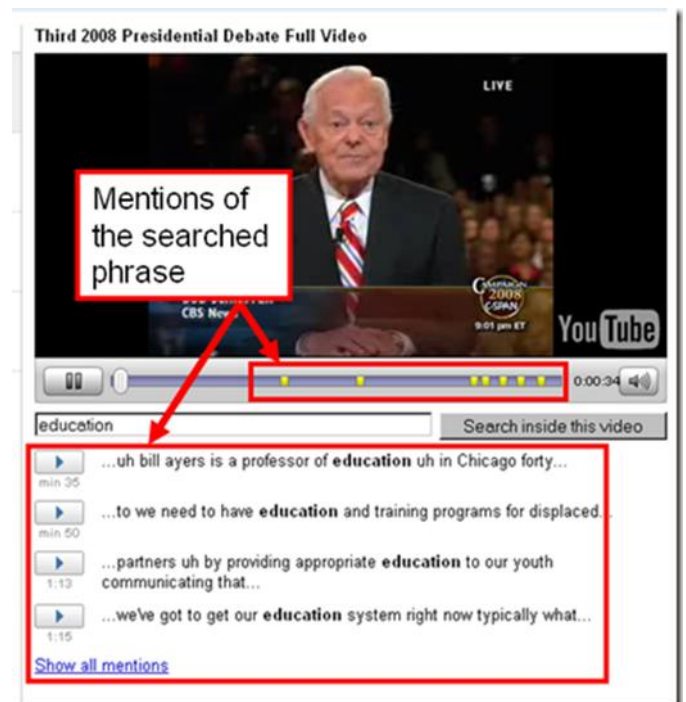 Third 2008 Presidential Debate Full Video
LIVE
Mentions of
the searched
phrase
CBS New
CAMPAIGN
2008
C-SPAN
9:01 pm ET
YouTube
0:00:34
education
Search inside this video
...uh bill ayers is a professor of education uh in Chicago forty...
min 35
...to we need to have education and training programs for displaced...
min 50
...partners uh by providing appropriate education to our youth
communicating that...
1:13
...we've got to get our education system right now typically what...
1:15
Show all mentions